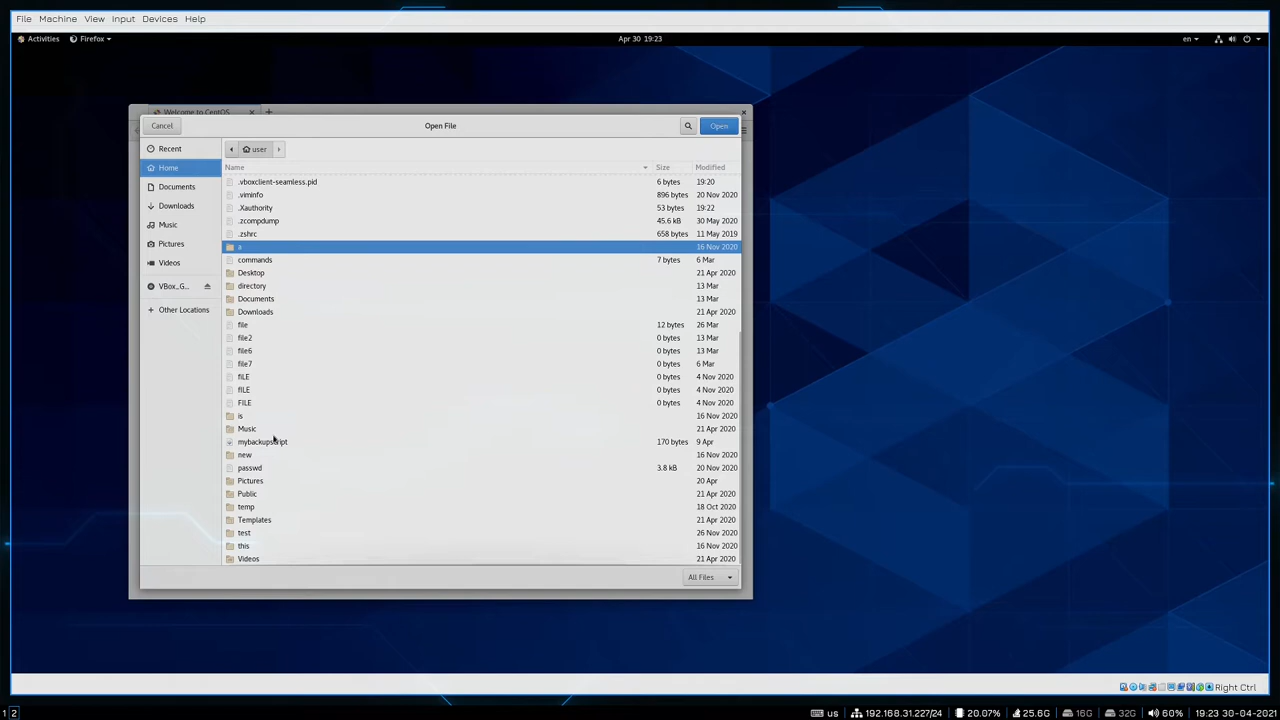 File Machine View Input Devices Help
Activities Firefox Apr 30 19:23 en
Welcome to CentOS
Cancel Open File Open
Recent
Home
Documents
Downloads
Music
Pictures
Videos
VBox_G...
Other Locations
user
Name Size Modified
.vboxclient-seamless.pid 6 bytes 19:20
.viminfo 896 bytes 20 Nov 2020
.Xauthority 53 bytes 19:22
.zcompdump 45.6 kB 30 May 2020
.zshrc 658 bytes 11 May 2019
a 16 Nov 2020
commands 7 bytes 6 Mar
Desktop 21 Apr 2020
directory 13 Mar
Documents 13 Mar
Downloads 21 Apr 2020
file 12 bytes 26 Mar
file2 0 bytes 13 Mar
file6 0 bytes 13 Mar
file7 0 bytes 6 Mar
fILE 0 bytes 4 Nov 2020
fILE 0 bytes 4 Nov 2020
FILE 0 bytes 4 Nov 2020
is 16 Nov 2020
Music 21 Apr 2020
mybackupscript 170 bytes 9 Apr
new 16 Nov 2020
passwd 3.8 kB 20 Nov 2020
Pictures 20 Apr
Public 21 Apr 2020
temp 18 Oct 2020
Templates 21 Apr 2020
test 26 Nov 2020
this 16 Nov 2020
Videos 21 Apr 2020
All Files
Right Ctrl
1 2 us 192.168.31.227/24 20.07% 25.6G 16G 32G 60% 19:23 30-04-2021